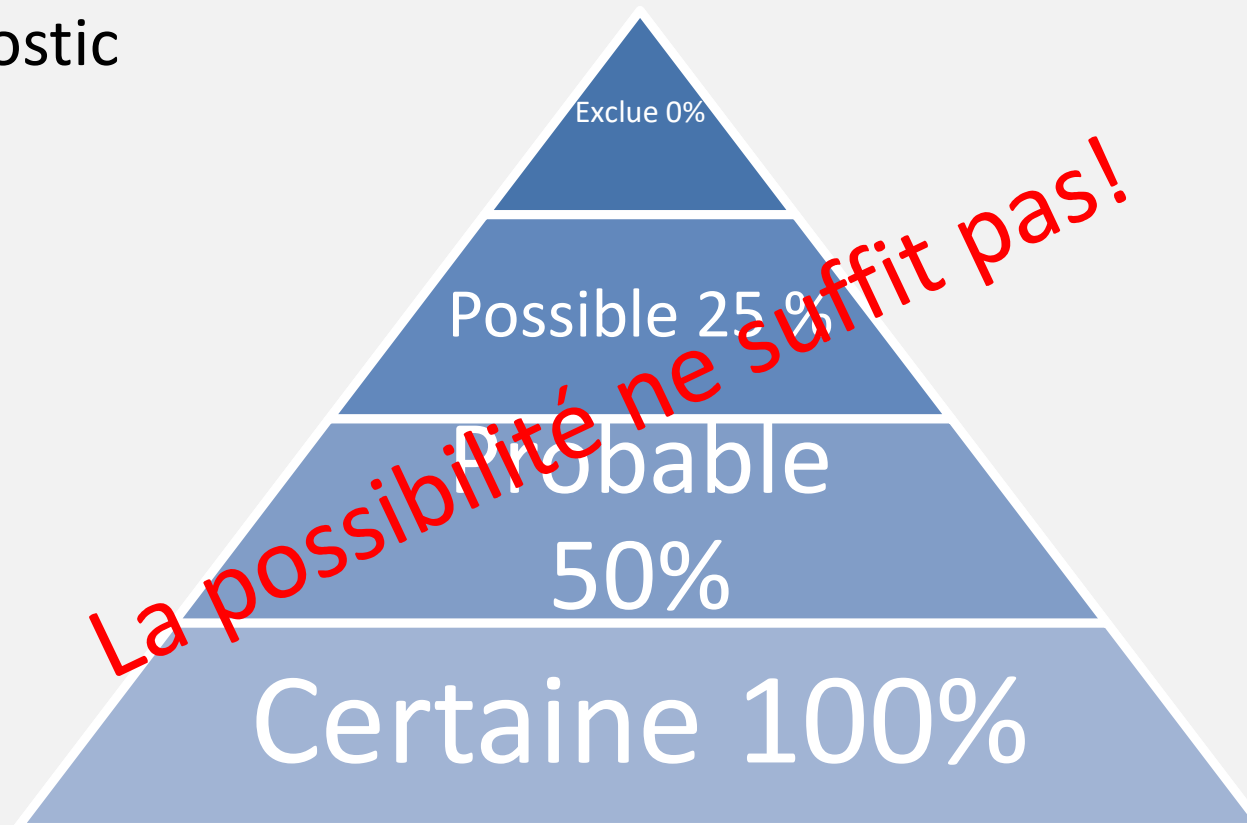 ostic
Exclue 0%
Possible 25 %
Probable
50%
Certaine 100%
La possibilité ne suffit pas!